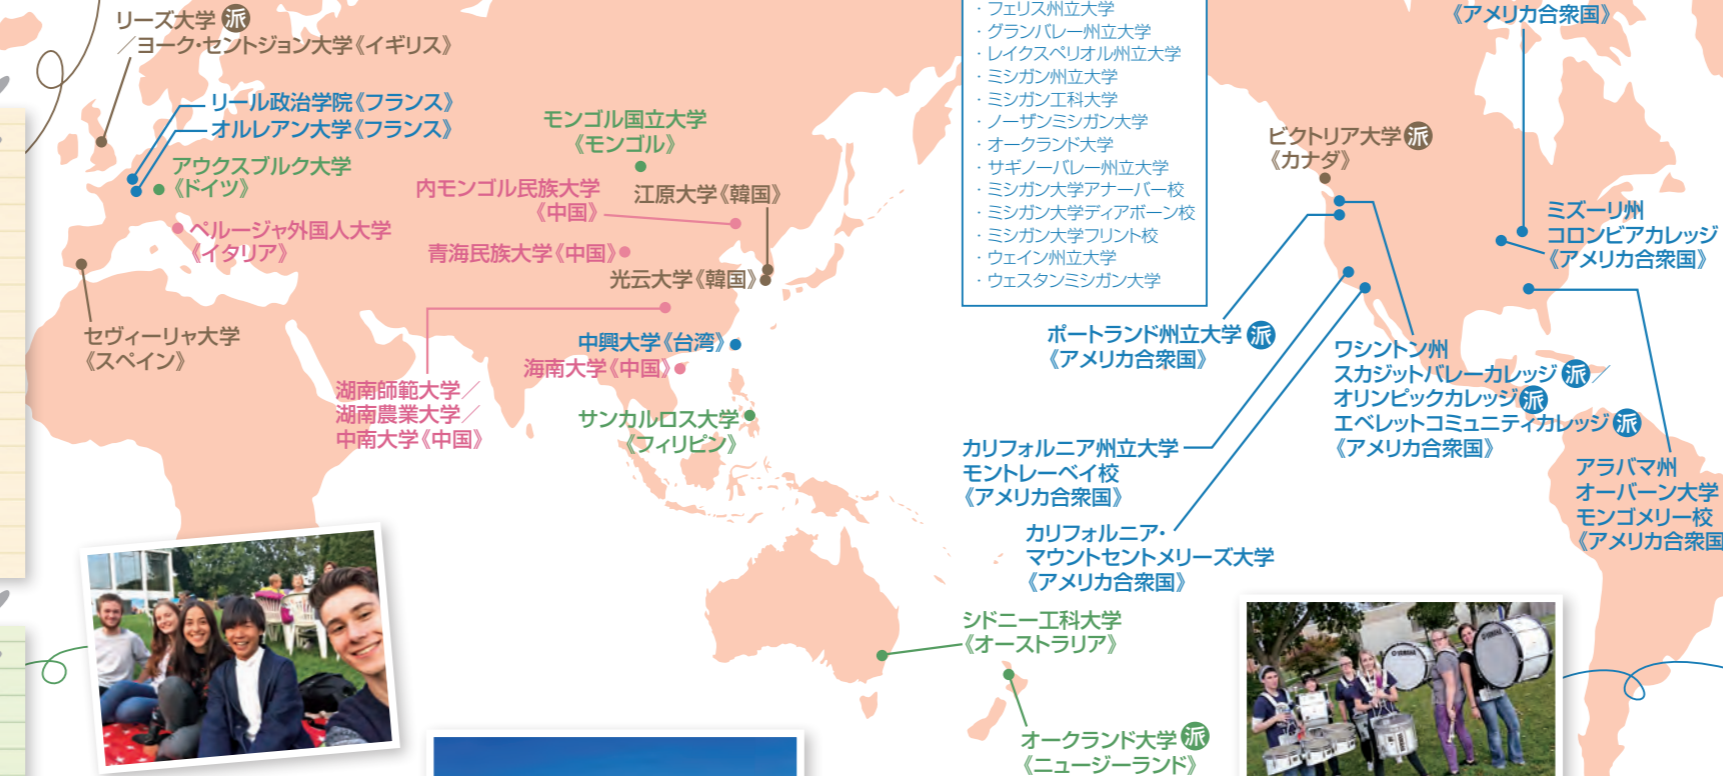 リーズ大学 派
／ヨーク・セントジョン大学《イギリス》
リール政治学院《フランス》
オルレアン大学《フランス》
アウクスブルク大学
《ドイツ》
ペルージャ外国人大学
《イタリア》
セヴィーリャ大学
《スペイン》
モンゴル国立大学
《モンゴル》
内モンゴル民族大学
《中国》
江原大学《韓国》
青海民族大学《中国》
光云大学《韓国》
中興大学《台湾》
海南大学《中国》
湖南師範大学／
湖南農業大学／
中南大学《中国》
サンカルロス大学
《フィリピン》
・フェリス州立大学
・グランバレー州立大学
・レイクスペリオル州立大学
・ミシガン州立大学
・ミシガン工科大学
・ノーザンミシガン大学
・オークランド大学
・サギノーバレー州立大学
・ミシガン大学アナーバー校
・ミシガン大学ディアボーン校
・ミシガン大学フリント校
・ウェイン州立大学
・ウェスタンミシガン大学
《アメリカ合衆国》
ビクトリア大学 派
《カナダ》
ミズーリ州
コロンビアカレッジ
《アメリカ合衆国》
ポートランド州立大学 派
《アメリカ合衆国》
ワシントン州
スカジットバレーカレッジ 派／
オリンピックカレッジ 派
エベレットコミュニティカレッジ 派
《アメリカ合衆国》
カリフォルニア州立大学
モントレーベイ校
《アメリカ合衆国》
アラバマ州
オーバーン大学
モンゴメリー校
《アメリカ合衆国
カリフォルニア・
マウントセントメリーズ大学
《アメリカ合衆国》
シドニー工科大学
《オーストラリア》
オークランド大学 派
《ニュージーランド》
YAMAHA
YAMAHA